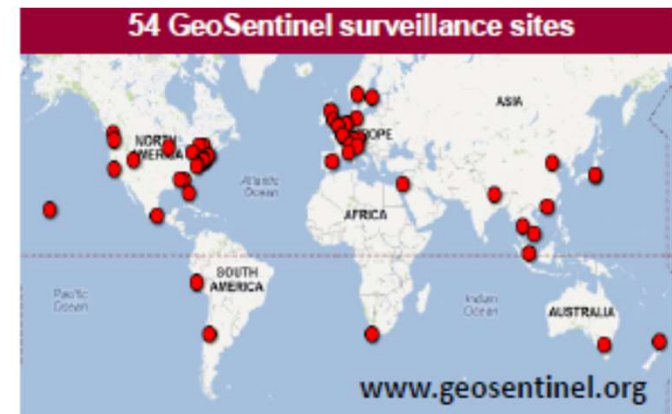 54 GeoSentinel surveillance sites
ASIA
NORTH
AMERICA
EUROPE
Atlantic
Ocean
AFRICA
SOUTH
AMERICA
Pacific
Ocean
Indian
Ocean
AUSTRALIA
www.geosentinel.org